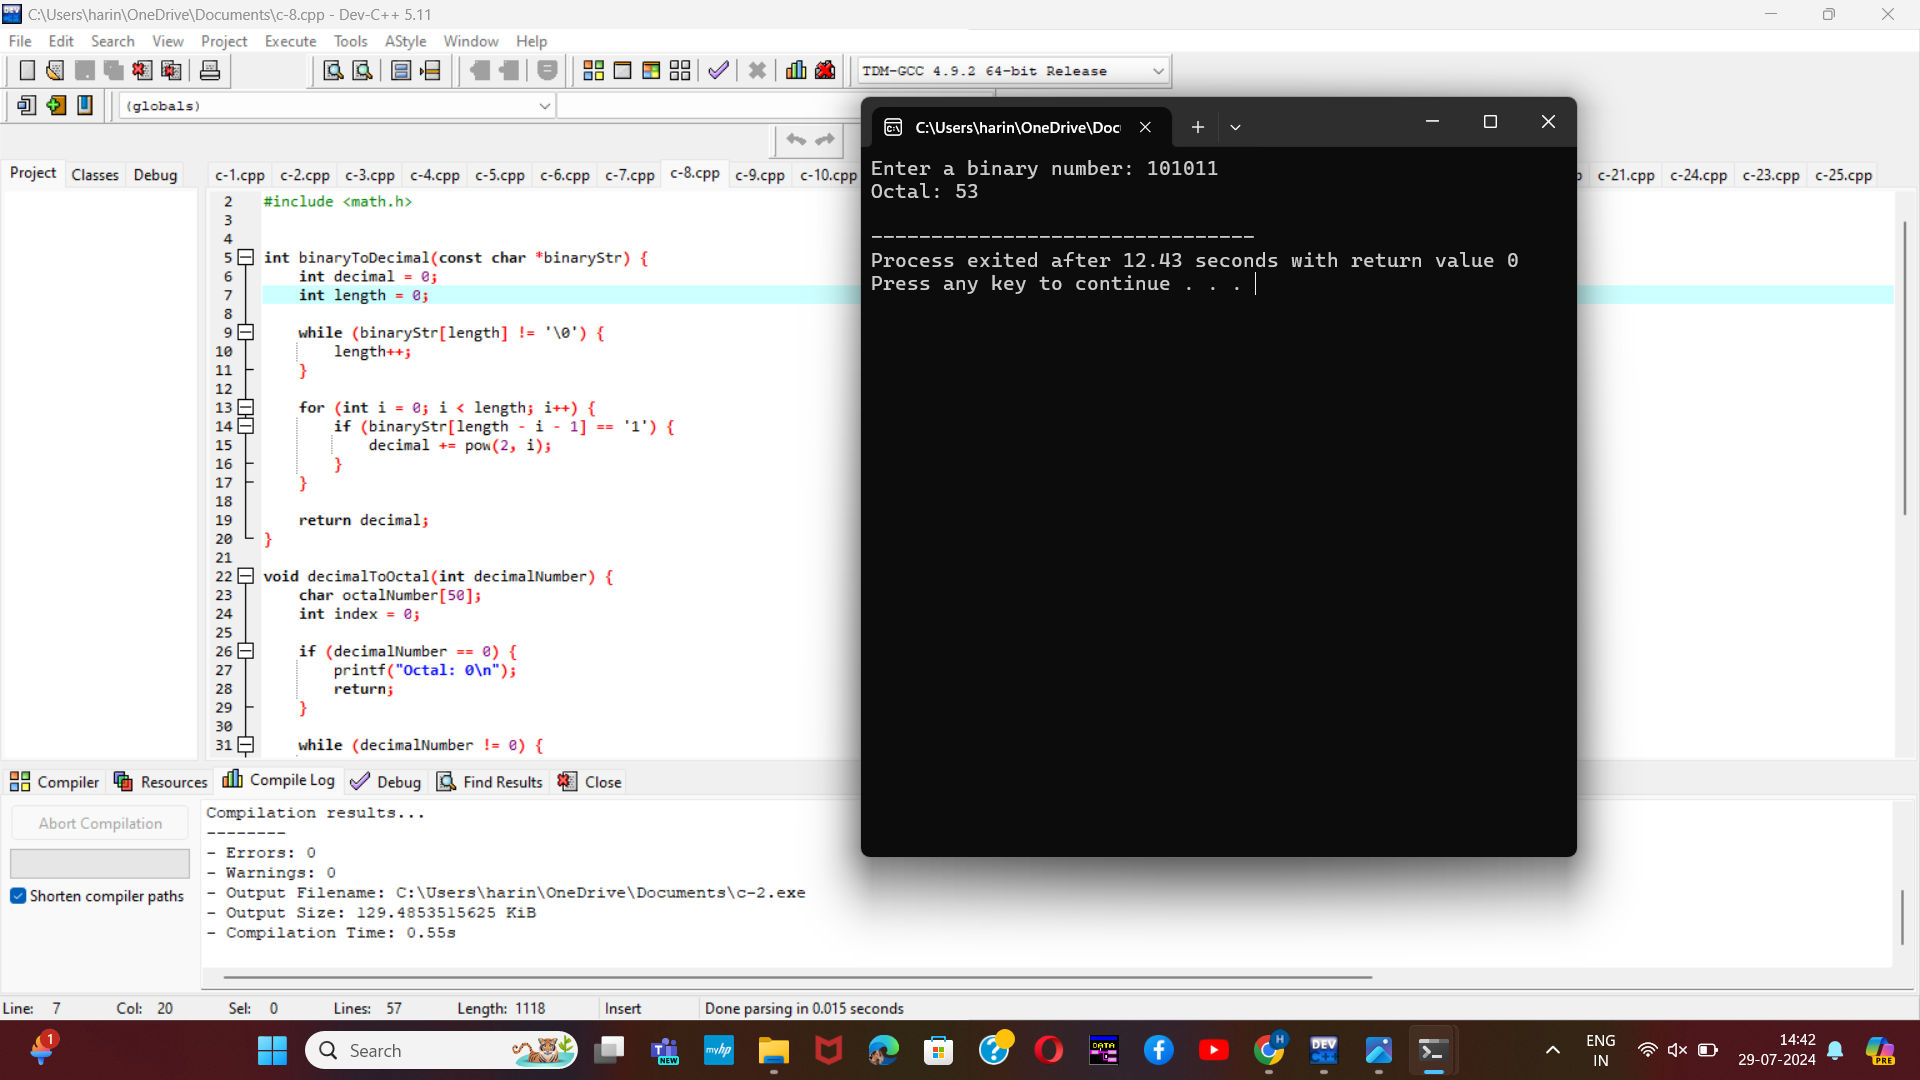 C:\Users\harin\OneDrive\Documents\c-8.cpp - Dev-C++ 5.11
File Edit Search View Project Execute Tools AStyle Window Help
TDM-GCC 4.9.2 64-bit Release
(globals)
Project Classes Debug
c-1.cpp c-2.cpp c-3.cpp c-4.cpp c-5.cpp c-6.cpp c-7.cpp c-8.cpp c-9.cpp c-10.cpp c-21.cpp c-24.cpp c-23.cpp c-25.cpp
2 #include <math.h>
3
4
5 int binaryToDecimal(const char *binaryStr) {
6 int decimal = 0;
7 int length = 0;
8
9 while (binaryStr[length] != '\0') {
10 length++;
11 }
12
13 for (int i = 0; i < length; i++) {
14 if (binaryStr[length - i - 1] == '1') {
15 decimal += pow(2, i);
16 }
17 }
18
19 return decimal;
20 }
21
22 void decimalToOctal(int decimalNumber) {
23 char octalNumber[50];
24 int index = 0;
25
26 if (decimalNumber == 0) {
27 printf("Octal: 0\n");
28 return;
29 }
30
31 while (decimalNumber != 0) {
C:\Users\harin\OneDrive\Doc
Enter a binary number: 101011
Octal: 53
--------------------------------
Process exited after 12.43 seconds with return value 0
Press any key to continue . . .
Compiler Resources Compile Log Debug Find Results Close
Abort Compilation
Shorten compiler paths
Compilation results...
--------
- Errors: 0
- Warnings: 0
- Output Filename: C:\Users\harin\OneDrive\Documents\c-2.exe
- Output Size: 129.4853515625 KiB
- Compilation Time: 0.55s
Line: 7 Col: 20 Sel: 0 Lines: 57 Length: 1118 Insert Done parsing in 0.015 seconds
1
Search
NEW
myhp
DATA
H
DEV
ENG
IN
14:42
29-07-2024
PRE